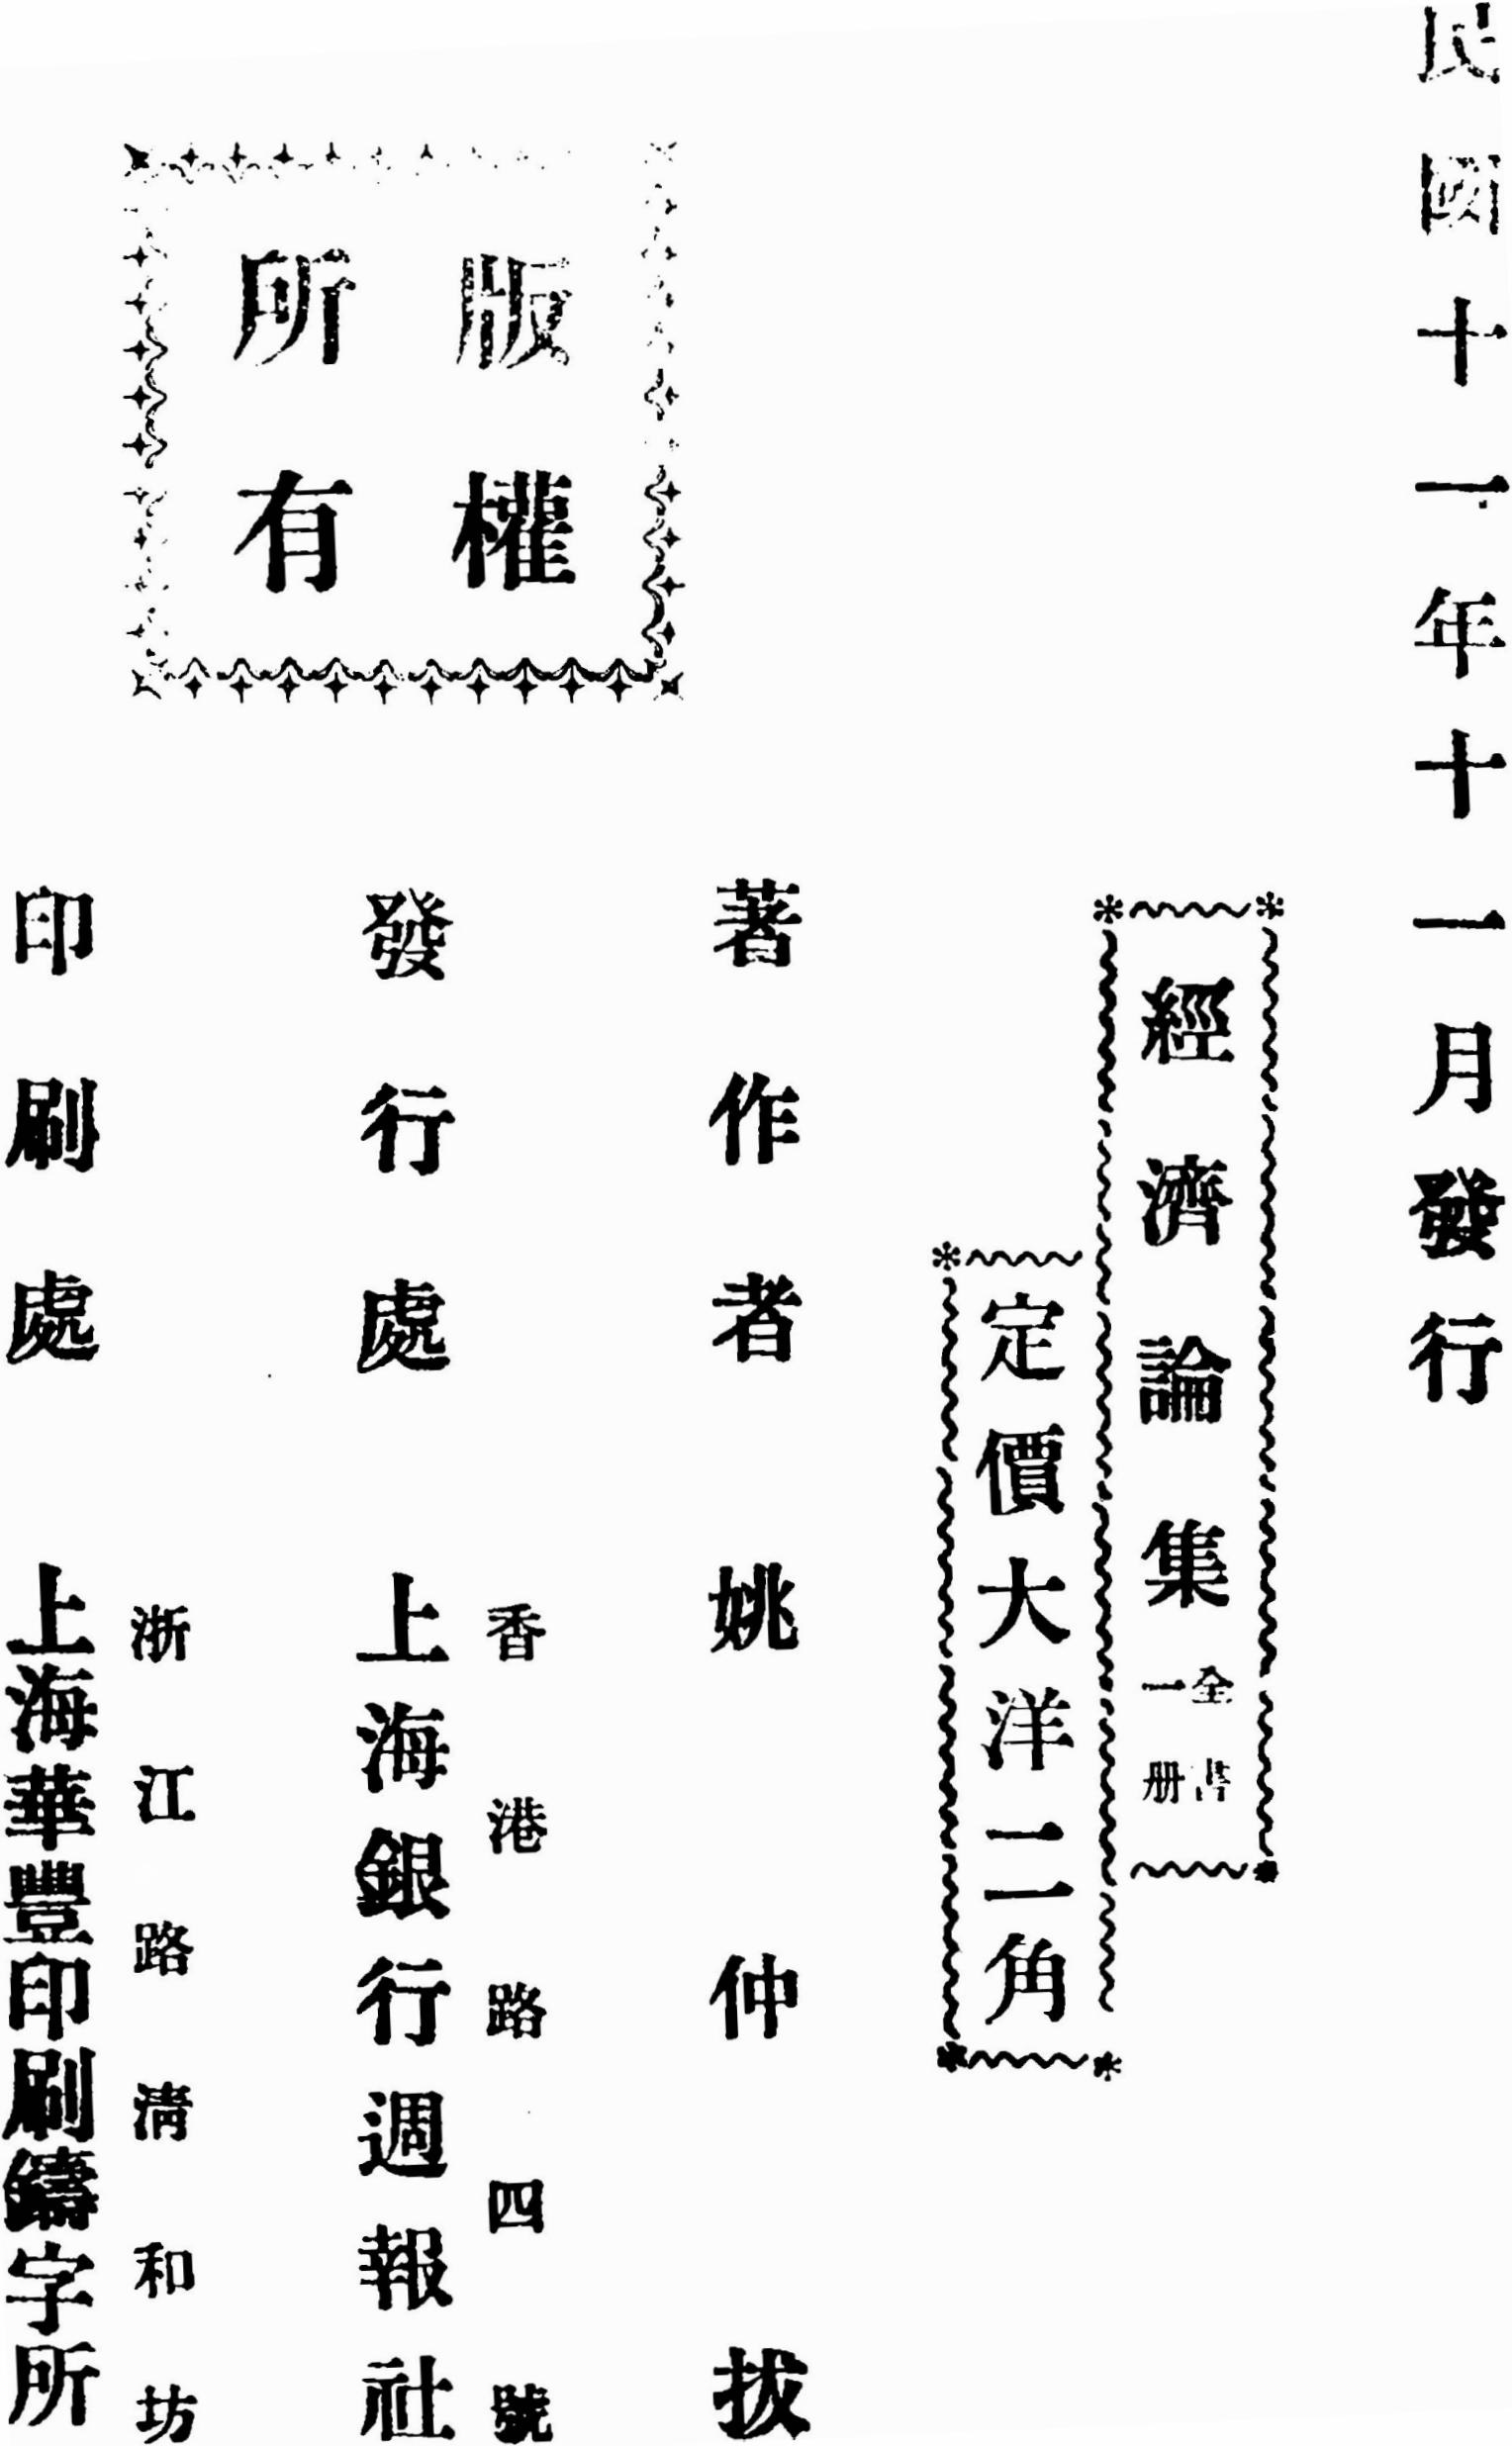 民國十一年十一月發行
經濟論集
全書
一册
定價大洋二角
著作者 姚仲拔
香港路四號
發行處 上海銀行週報社
浙江路淸和坊
印刷處 上海華豐印刷鑄字所
版權
所有